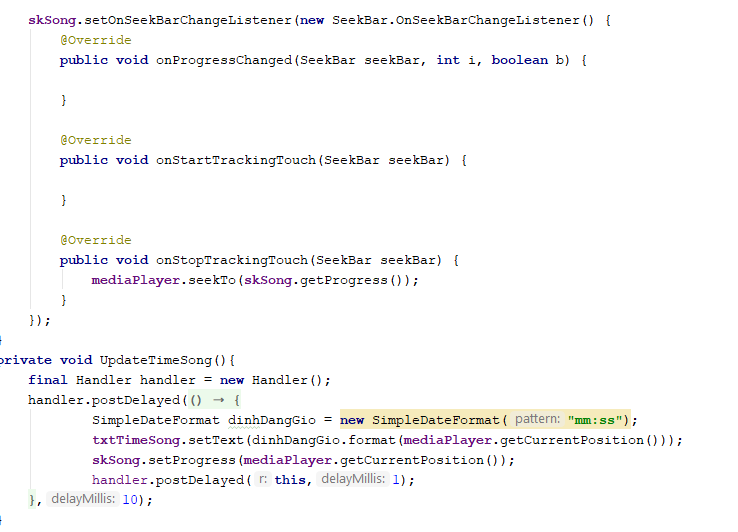 skSong.setOnSeekBarChangeListener(new SeekBar.OnSeekBarChangeListener() {
@Override
public void onProgressChanged(SeekBar seekBar, int i, boolean b) {
}
@Override
public void onStartTrackingTouch(SeekBar seekBar) {
}
@Override
public void onStopTrackingTouch(SeekBar seekBar) {
mediaPlayer.seekTo(skSong.getProgress());
}
});
}
private void UpdateTimeSong(){
final Handler handler = new Handler();
handler.postDelayed(() → {
SimpleDateFormat dinhDangGio = new SimpleDateFormat( pattern: "mm:ss");
txtTimeSong.setText(dinhDangGio.format(mediaPlayer.getCurrentPosition()));
skSong.setProgress(mediaPlayer.getCurrentPosition());
handler.postDelayed( r: this, delayMillis: 1);
}, delayMillis: 10);
}